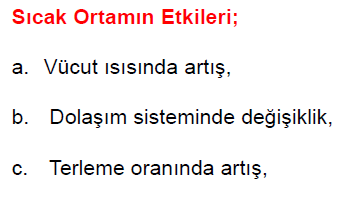 Sıcak Ortamın Etkileri;
a. Vücut ısısında artış,
b. Dolaşım sisteminde değişiklik,
c. Terleme oranında artış,